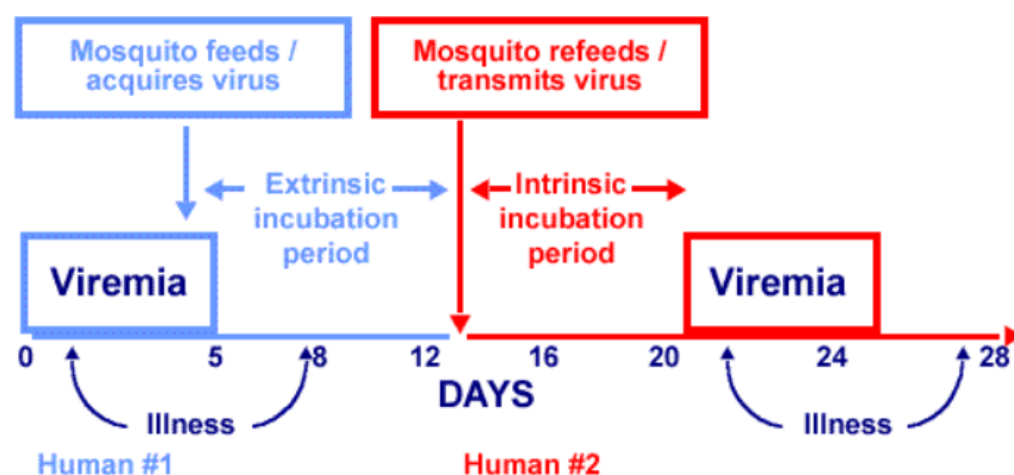 Mosquito feeds /
acquires virus
Mosquito refeeds /
transmits virus
Extrinsic
incubation
period
Intrinsic
incubation
period
Viremia
Viremia
0 5 8 12 16 20 24 28
DAYS
Illness
Illness
Human #1
Human #2